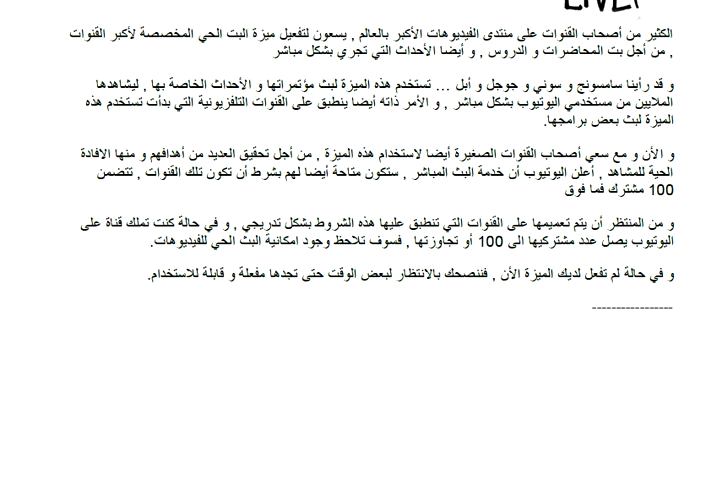 LIVE!
الكثير من أصحاب القنوات على منتدى الفيديوهات الأكبر بالعالم , يسعون لتفعيل ميزة البت الحي المخصصة لأكبر القنوات
, من أجل بت المحاضرات و الدروس , و أيضا الأحداث التي تجري بشكل مباشر
و قد رأينا سامسونج و سوني و جوجل و أبل ... تستخدم هذه الميزة لبث مؤتمراتها و الأحداث الخاصة بها , ليشاهدها
الملايين من مستخدمي اليوتيوب بشكل مباشر , و الأمر ذاته أيضا ينطبق على القنوات التلفزيونية التي بدأت تستخدم هذه
الميزة لبث بعض برامجها.
و الأن و مع سعي أصحاب القنوات الصغيرة أيضا لاستخدام هذه الميزة , من أجل تحقيق العديد من أهدافهم و منها الافادة
الحية للمشاهد , أعلن اليوتيوب أن خدمة البث المباشر , ستكون متاحة أيضا لهم بشرط أن تكون تلك القنوات , تتضمن
100 مشترك فما فوق
و من المنتظر أن يتم تعميمها على القنوات التي تنطبق عليها هذه الشروط بشكل تدريجي , و في حالة كنت تملك قناة على
اليوتيوب يصل عدد مشتركيها الى 100 أو تجاوزتها , فسوف تلاحظ وجود امكانية البث الحي للفيديوهات.
و في حالة لم تفعل لديك الميزة الأن , فننصحك بالانتظار لبعض الوقت حتى تجدها مفعلة و قابلة للاستخدام.
-----------------